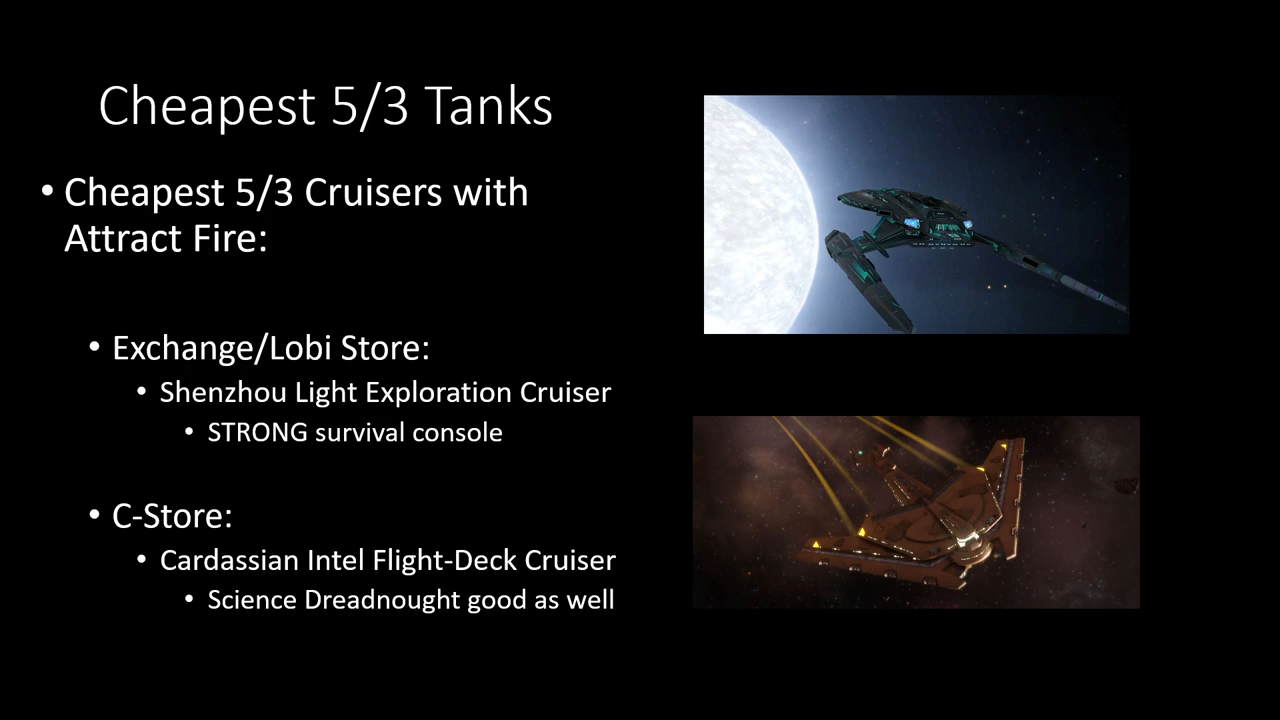 Cheapest 5/3 Tanks
• Cheapest 5/3 Cruisers with
Attract Fire:
• Exchange/Lobi Store:
• Shenzhou Light Exploration Cruiser
• STRONG survival console
• C-Store:
• Cardassian Intel Flight-Deck Cruiser
• Science Dreadnought good as well